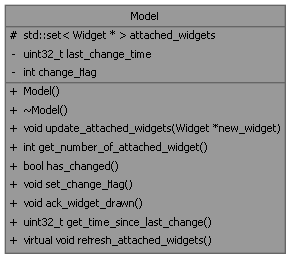 Model
# std::set< Widget * > attached_widgets
- uint32_t last_change_time
- int change_flag
+ Model()
+ ~Model()
+ void update_attached_widgets(Widget *new_widget)
+ int get_number_of_attached_widget()
+ bool has_changed()
+ void set_change_flag()
+ void ack_widget_drawn()
+ uint32_t get_time_since_last_change()
+ virtual void refresh_attached_widgets()